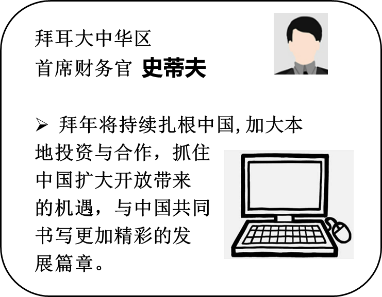 拜耳大中华区
首席财务官 史蒂夫
➢ 拜年将持续扎根中国,加大本
地投资与合作，抓住
中国扩大开放带来
的机遇，与中国共同
书写更加精彩的发
展篇章。